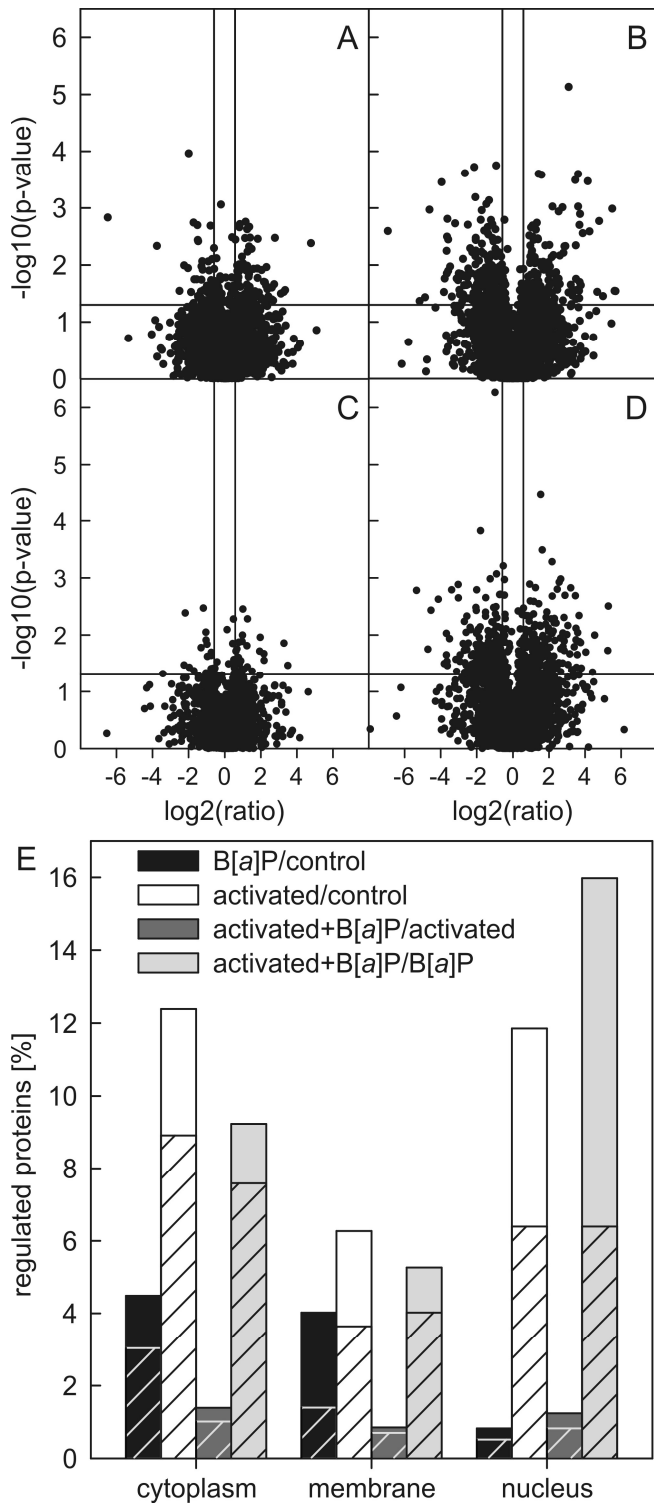 A
B
6
5
4
3
2
1
0
-log10(p-value)
C
D
6
5
4
3
2
1
0
-log10(p-value)
-6 -4 -2 0 2 4 6
-6 -4 -2 0 2 4 6
log2(ratio)
log2(ratio)
E
B[a]P/control
activated/control
activated+B[a]P/activated
activated+B[a]P/B[a]P
16
14
12
10
8
6
4
2
0
regulated proteins [%]
cytoplasm membrane nucleus